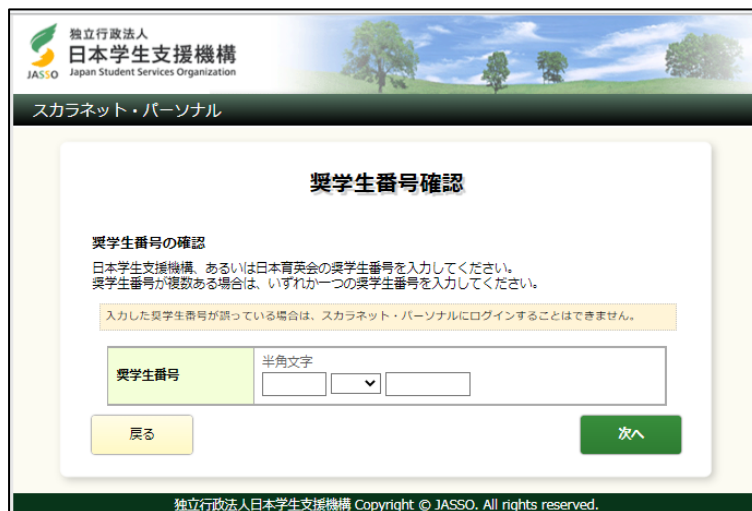 独立行政法人
日本学生支援機構
JASSO Japan Student Services Organization
スカラネット・パーソナル
奨学生番号確認
奨学生番号の確認
日本学生支援機構、あるいは日本育英会の奨学生番号を入力してください。
奨学生番号が複数ある場合は、いずれか一つの奨学生番号を入力してください。
入力した奨学生番号が誤っている場合は、スカラネット・パーソナルにログインすることはできません。
半角文字
奨学生番号
戻る 次へ
独立行政法人日本学生支援機構 Copyright © JASSO. All rights reserved.